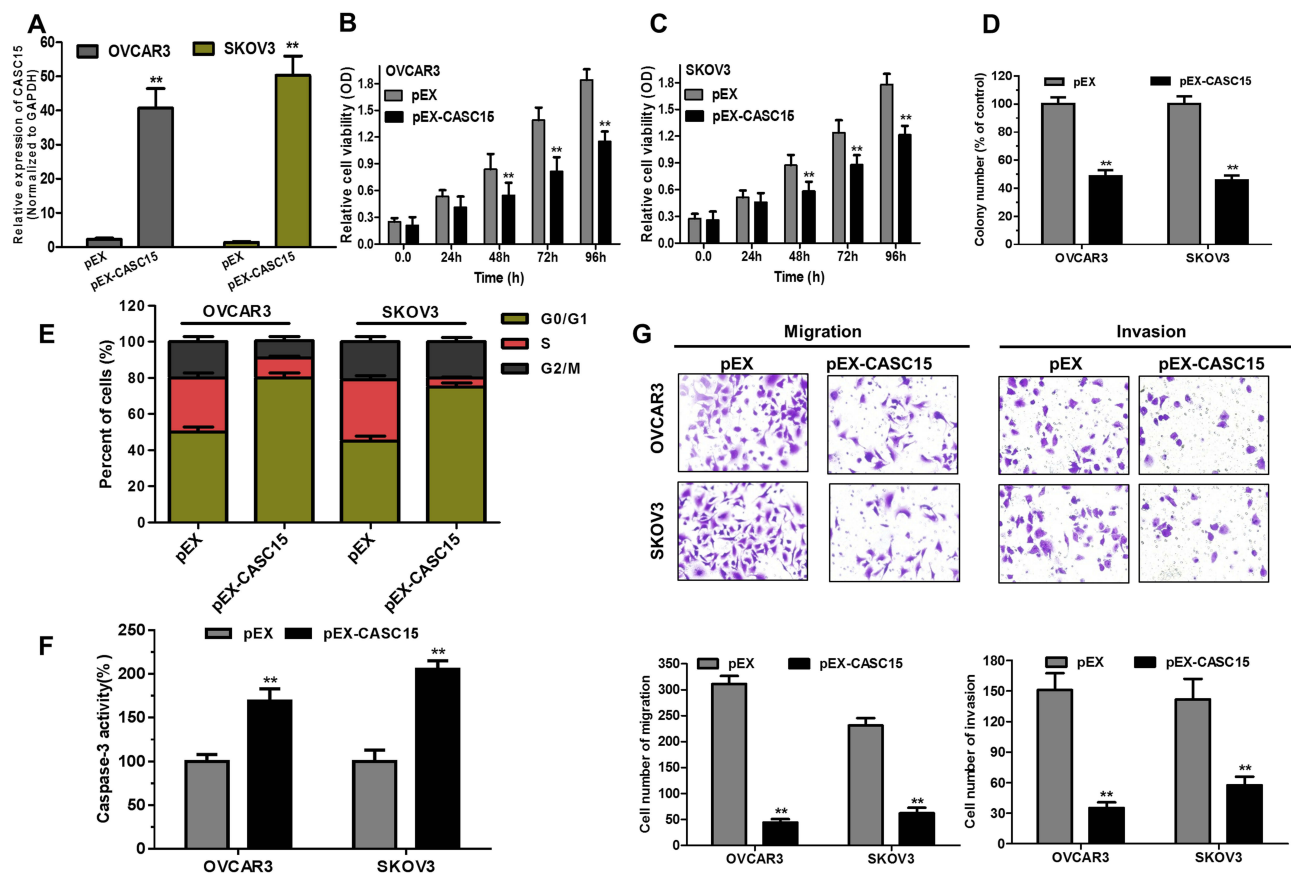 A
Relative expression of CASC15
(Normalized to GAPDH)
60
50
40
30
20
10
0
OVCAR3
SKOV3
**
**
pEX
pEX-CASC15
pEX
pEX-CASC15
B
Relative cell viability (OD)
1.8
1.5
1.2
0.9
0.6
0.3
0.0
OVCAR3
pEX
pEX-CASC15
**
**
**
0.0
24h
48h
72h
96h
Time (h)
C
Relative cell viability (OD)
1.8
1.5
1.2
0.9
0.6
0.3
0.0
SKOV3
pEX
pEX-CASC15
**
**
**
0.0
24h
48h
72h
96h
Time (h)
D
Colony number (% of control)
120
100
80
60
40
20
0
pEX
pEX-CASC15
**
**
OVCAR3
SKOV3
E
Percent of cells (%)
120
100
80
60
40
20
0
OVCAR3
SKOV3
G0/G1
S
G2/M
pEX
pEX-CASC15
pEX
pEX-CASC15
F
Caspase-3 activity(%)
250
200
150
100
50
0
pEX
pEX-CASC15
**
**
OVCAR3
SKOV3
G
Migration
Invasion
pEX
pEX-CASC15
pEX
pEX-CASC15
OVCAR3
SKOV3
Cell number of migration
350
300
250
200
150
100
50
0
pEX
pEX-CASC15
**
**
OVCAR3
SKOV3
Cell number of invasion
180
150
120
90
60
30
0
pEX
pEX-CASC15
**
**
OVCAR3
SKOV3